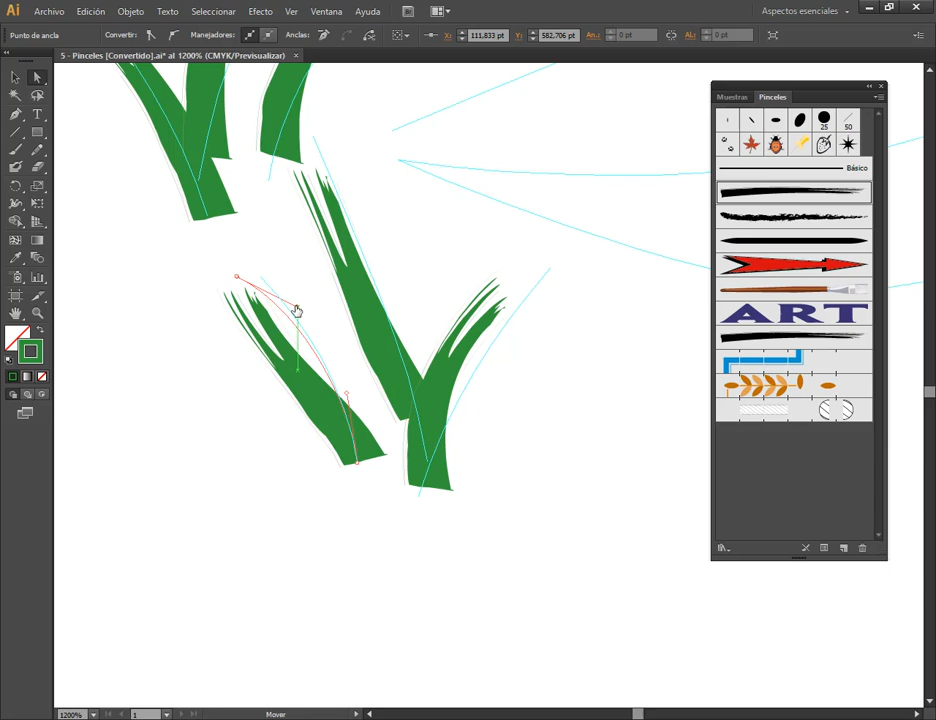 Ai Archivo Edición Objeto Texto Seleccionar Efecto Ver Ventana Ayuda Br Aspectos esenciales
Punto de ancla Convertir: Manejadores: Anclas: X: 111,833 pt Y: 582,706 pt An.: 0 pt AL: 0 pt
5 - Pinceles [Convertido].ai* al 1200% (CMYK/Previsualizar) ×
Muestras Pinceles
25 50
Básico
ART
T
1200% 1 Mover